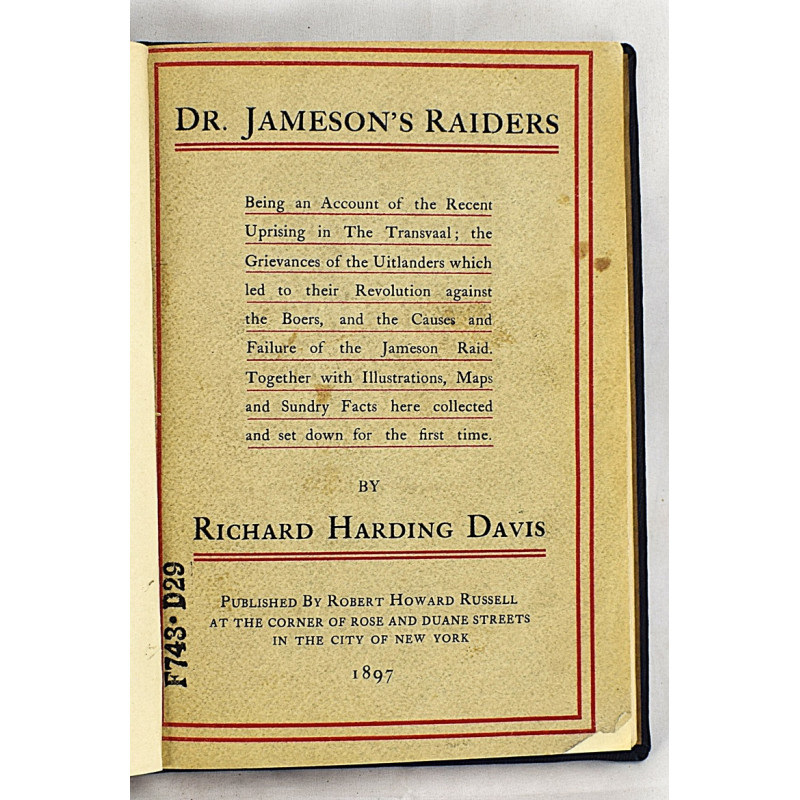 DR. JAMESON'S RAIDERS
Being an Account of the Recent
Uprising in The Transvaal; the
Grievances of the Uitlanders which
led to their Revolution against
the Boers, and the Causes and
Failure of the Jameson Raid.
Together with Illustrations, Maps
and Sundry Facts here collected
and set down for the first time.
BY
RICHARD HARDING DAVIS
PUBLISHED BY ROBERT HOWARD RUSSELL
AT THE CORNER OF ROSE AND DUANE STREETS
IN THE CITY OF NEW YORK
1897
F743·D29